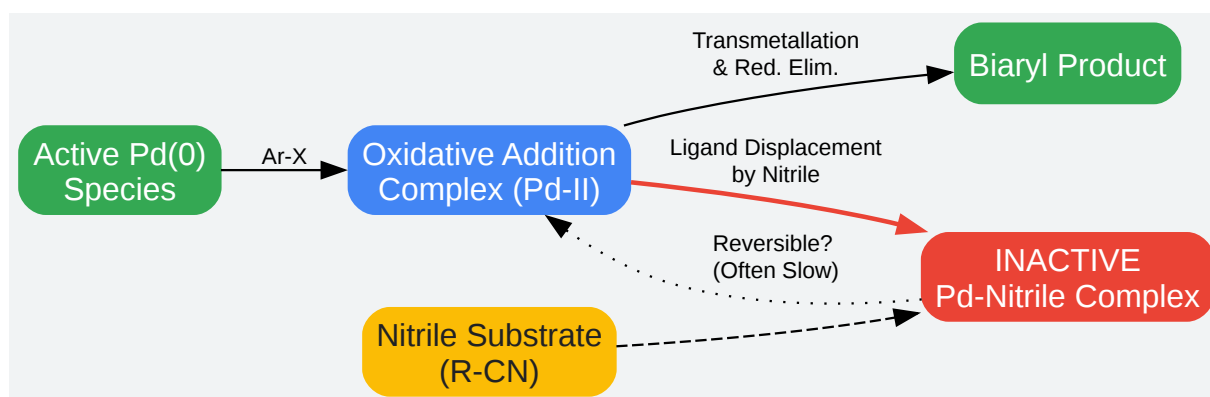 Transmetallation
& Red. Elim.
Biaryl Product
Active Pd(0)
Species
Ar-X
Oxidative Addition
Complex (Pd-II)
Ligand Displacement
by Nitrile
Reversible?
(Often Slow)
INACTIVE
Pd-Nitrile Complex
Nitrile Substrate
(R-CN)